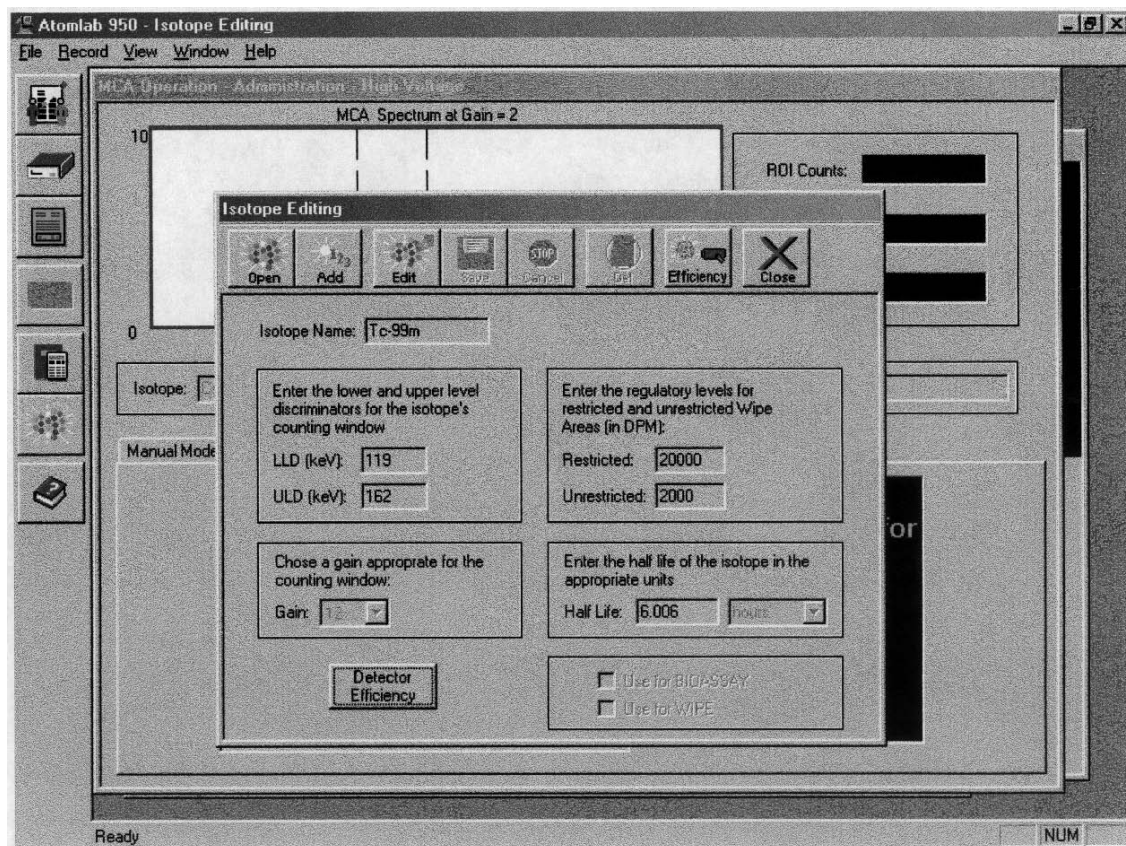 Atomlab 950 - Isotope Editing
File Record View Window Help
MCA Operation - Administration - High Voltage
MCA Spectrum at Gain = 2
10
0
ROI Counts:
Isotope:
Manual Mode
for
Isotope Editing
Open Add Edit Save Cancel Del Efficiency Close
Isotope Name: Tc-99m
Enter the lower and upper level
discriminators for the isotope's
counting window
LLD (keV): 119
ULD (keV): 162
Enter the regulatory levels for
restricted and unrestricted Wipe
Areas (in DPM):
Restricted: 20000
Unrestricted: 2000
Chose a gain approprate for the
counting window:
Gain: 12
Enter the half life of the isotope in the
appropriate units
Half Life: 6.006 hours
Detector
Efficiency
Use for BIOASSAY
Use for WIPE
Ready
NUM